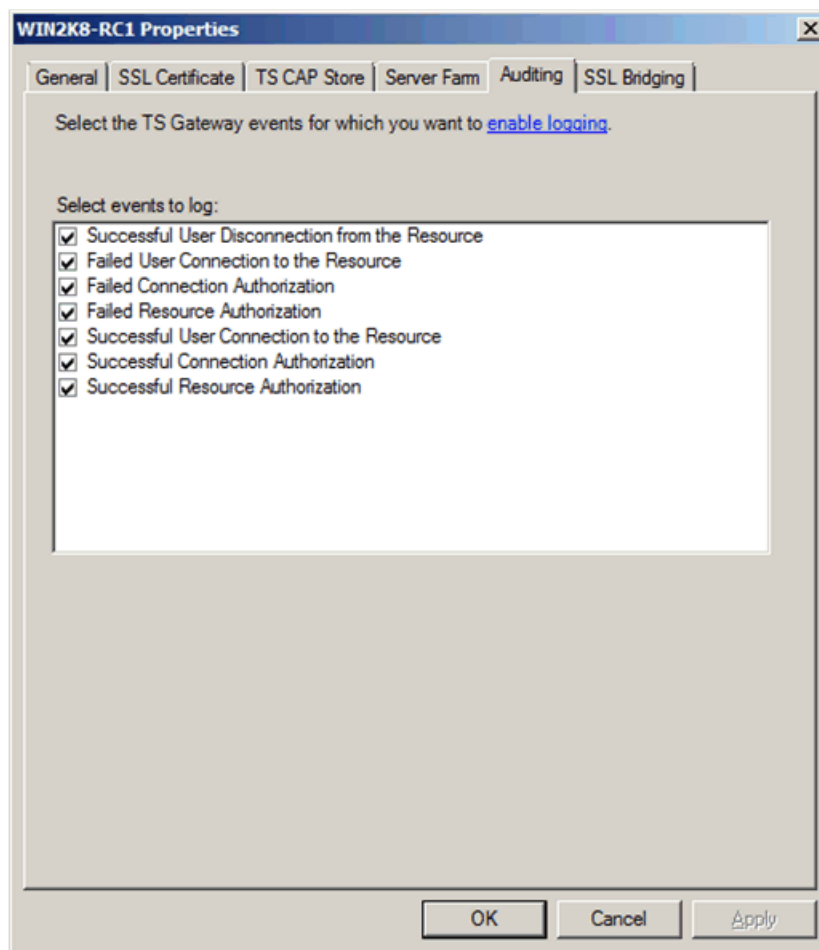 WIN2K8-RC1 Properties
General SSL Certificate TS CAP Store Server Farm Auditing SSL Bridging
Select the TS Gateway events for which you want to enable logging.
Select events to log:
Successful User Disconnection from the Resource
Failed User Connection to the Resource
Failed Connection Authorization
Failed Resource Authorization
Successful User Connection to the Resource
Successful Connection Authorization
Successful Resource Authorization
OK Cancel Apply